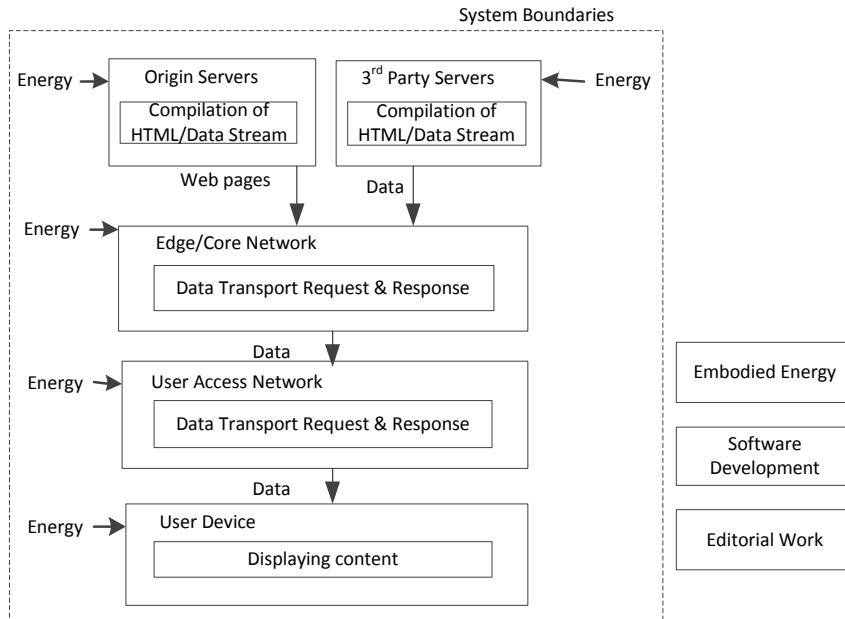 System Boundaries
Energy
Origin Servers
Compilation of
HTML/Data Stream
3rd Party Servers
Compilation of
HTML/Data Stream
Energy
Web pages
Data
Energy
Edge/Core Network
Data Transport Request & Response
Data
Energy
User Access Network
Data Transport Request & Response
Data
Energy
User Device
Displaying content
Embodied Energy
Software
Development
Editorial Work